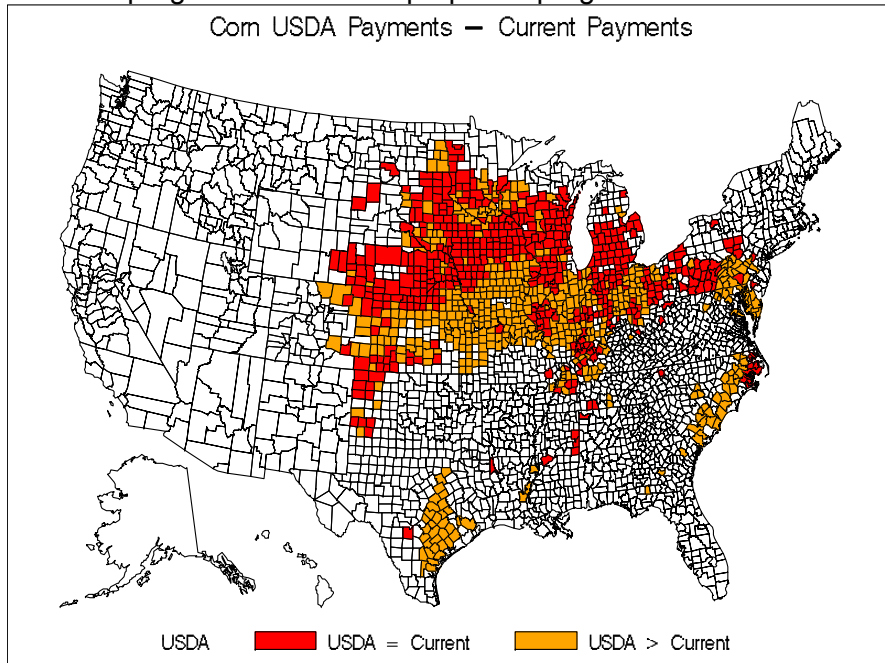 Corn USDA Payments – Current Payments
USDA USDA = Current USDA > Current